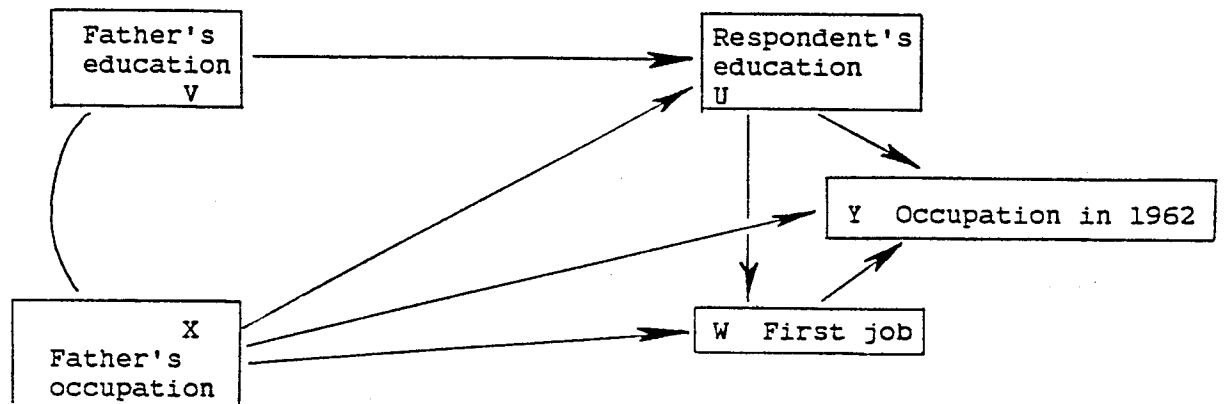 Father's
education
V
Respondent's
education
U
Y Occupation in 1962
X
Father's
occupation
W First job